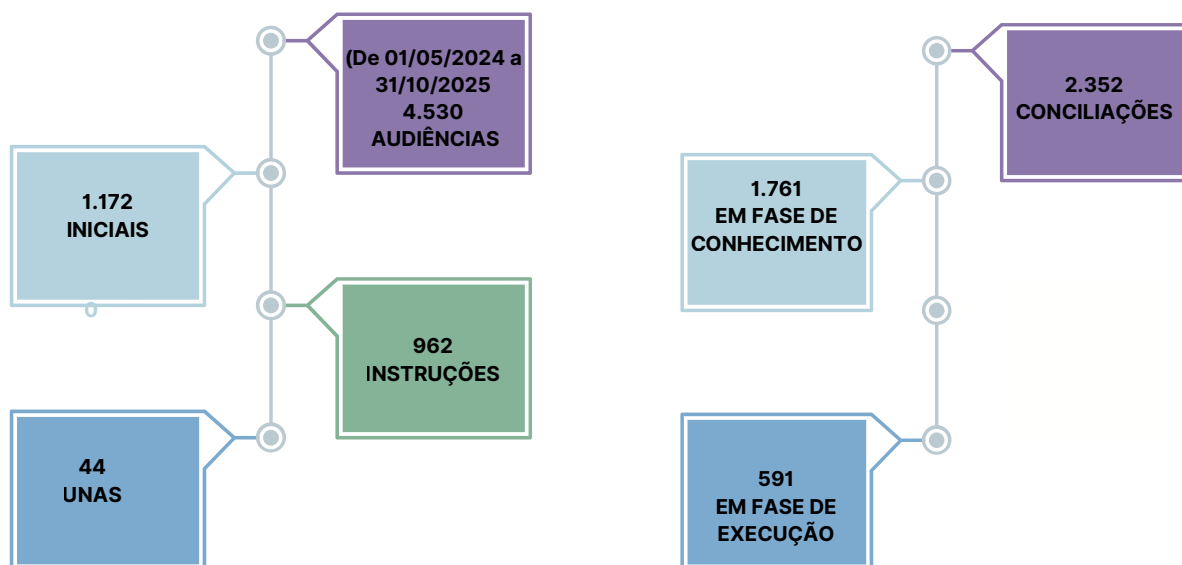 (De 01/05/2024 a
31/10/2025
4.530
AUDIÊNCIAS
1.172
INICIAIS
0
962
INSTRUÇÕES
44
UNAS
2.352
CONCILIAÇÕES
1.761
EM FASE DE
CONHECIMENTO
591
EM FASE DE
EXECUÇÃO